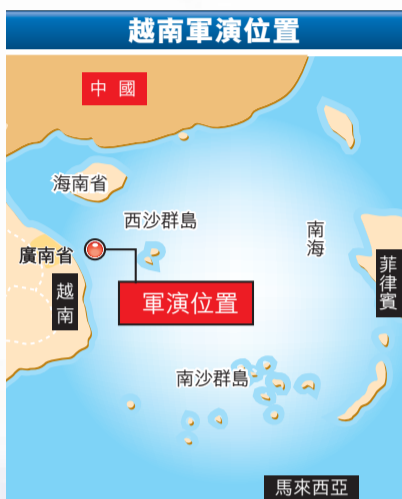 越南軍演位置
中國
海南省
西沙群島
南海
廣南省
越南
菲律賓
軍演位置
南沙群島
馬來西亞